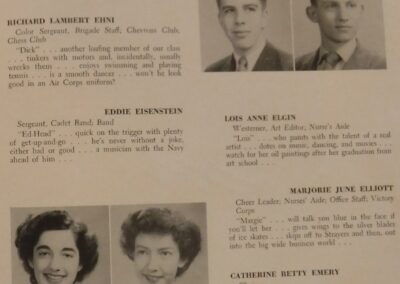 RICHARD LAMBERT EHNI
Color Sergeant, Brigade Staff; Chevrons Club;
Chess Club
"Dick" . . . another loafing member of our class
. . . tinkers with motors and, incidentally, usually
wrecks them . . . enjoys swimming and playing
tennis . . . is a smooth dancer . . . won't he look
good in an Air Corps uniform?
EDDIE EISENSTEIN
Sergeant, Cadet Band; Band
"Ed-Head" . . . quick on the trigger with plenty
of get-up-and-go . . . he's never without a joke,
either bad or good . . . a musician with the Navy
ahead of him . . .
LOIS ANNE ELGIN
Westerner, Art Editor; Nurse's Aide
"Lois" . . . who paints with the talent of a real
artist . . . dotes on music, dancing, and movies . . .
watch for her oil paintings after her graduation from
art school . . .
MARJORIE JUNE ELLIOTT
Cheer Leader; Nurses' Aide; Office Staff; Victory
Corps
"Margie" . . . will talk you blue in the face if
you'll let her . . . gives wings to the silver blades
of ice skates . . . skips off to Strayers and then, out
into the big wide business world . . .
CATHERINE BETTY EMERY